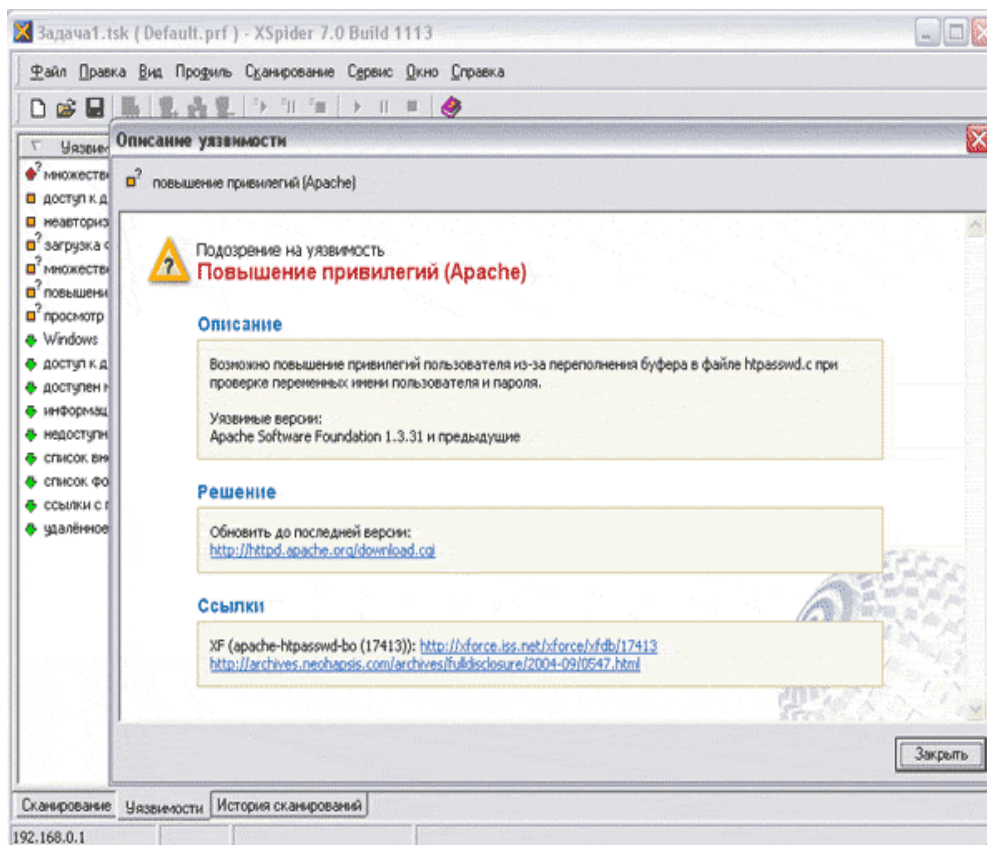 Задача1.tsk ( Default.prf ) - XSpider 7.0 Build 1113
Файл Правка Вид Профиль Сканирование Сервис Окно Справка
Описание уязвимости
повышение привилегий (Apache)
множеств
доступ к д
неавториз
загрузка
множеств
повышени
просмотр
Windows
доступ к д
доступен
информац
недоступн
список
список фо
ссылки с
удалённое
Подозрение на уязвимость
Повышение привилегий (Apache)
Описание
Возможно повышение привилегий пользователя из-за переполнения буфера в файле htpasswd.c при
проверке переменных имени пользователя и пароля.
Уязвимые версии:
Apache Software Foundation 1.3.31 и предыдущие
Решение
Обновить до последней версии:
http://httpd.apache.org/download.cgi
Ссылки
XF (apache-htpasswd-bo (17413)): http://xforce.iss.net/xforce/xfdb/17413
http://archives.neohapsis.com/archives/fulldisclosure/2004-09/0547.html
Закрыть
Сканирование Уязвимости История сканирований
192.168.0.1